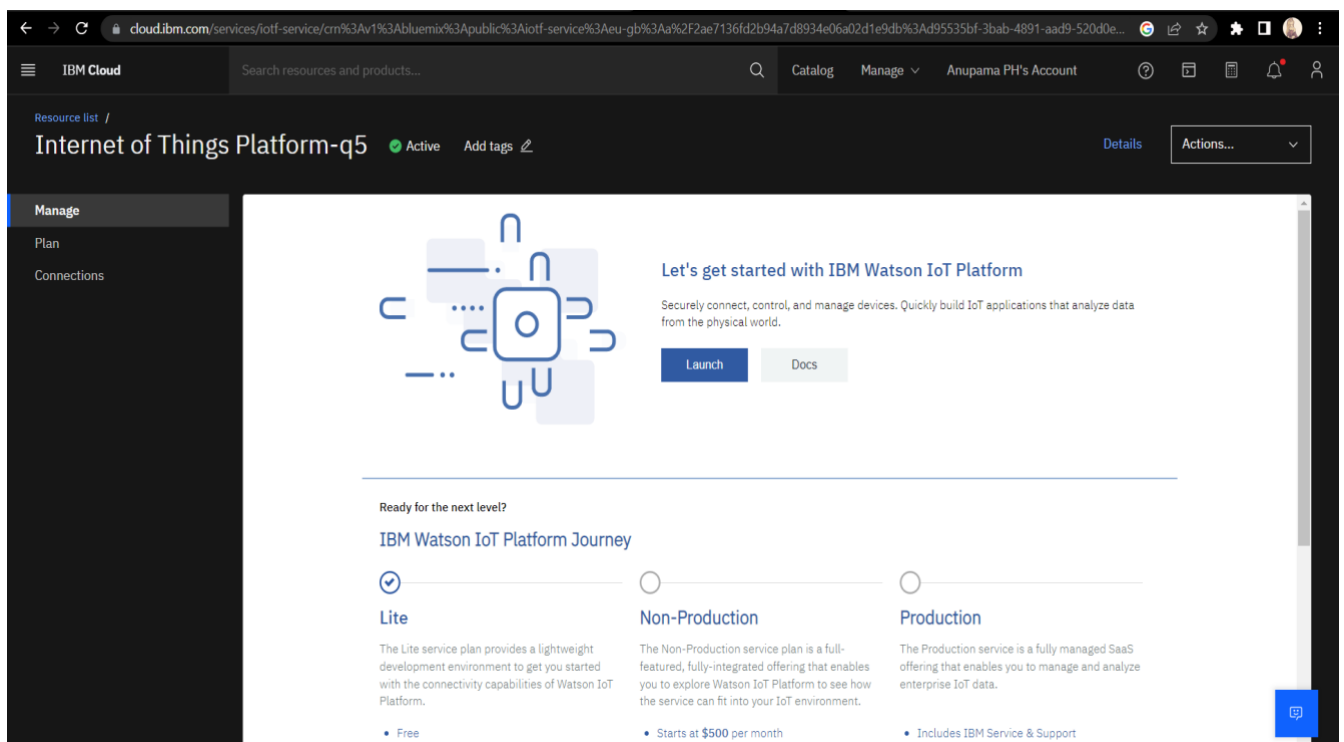 cloud.ibm.com/services/iotf-service/crn%3Av1%3Abluemix%3Apublic%3Aiotf-service%3Aeu-gb%3Aa%2F2ae7136fd2b94a7d8934e06a02d1e9db%3Ad95535bf-3bab-4891-aad9-520d0e...
IBM Cloud
Search resources and products...
Catalog
Manage
Anupama PH's Account
Resource list /
Internet of Things Platform-q5
Active
Add tags
Details
Actions...
Manage
Plan
Connections
Let's get started with IBM Watson IoT Platform
Securely connect, control, and manage devices. Quickly build IoT applications that analyze data
from the physical world.
Launch
Docs
Ready for the next level?
IBM Watson IoT Platform Journey
Lite
The Lite service plan provides a lightweight
development environment to get you started
with the connectivity capabilities of Watson IoT
Platform.
• Free
Non-Production
The Non-Production service plan is a full-
featured, fully-integrated offering that enables
you to explore Watson IoT Platform to see how
the service can fit into your IoT environment.
• Starts at $500 per month
Production
The Production service is a fully managed SaaS
offering that enables you to manage and analyze
enterprise IoT data.
• Includes IBM Service & Support